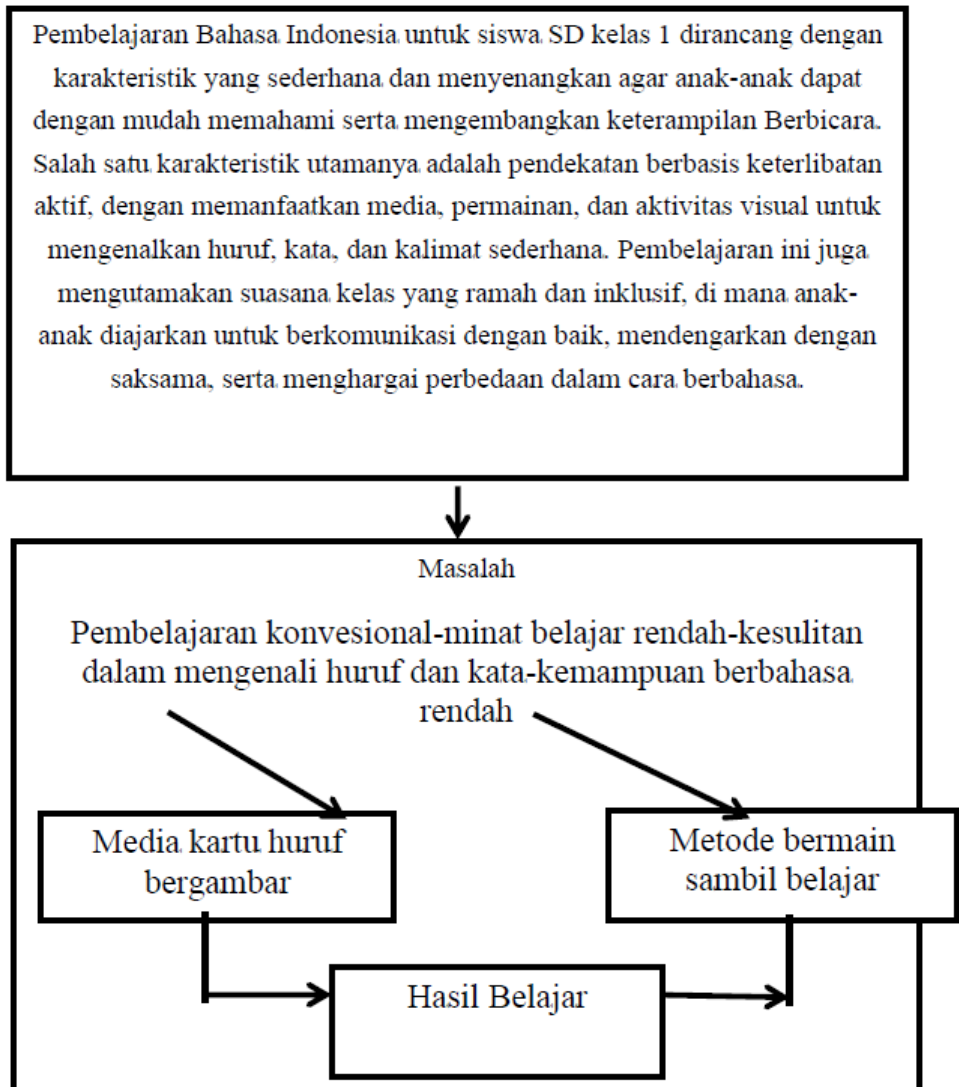 Pembelajaran Bahasa Indonesia untuk siswa SD kelas 1 dirancang dengan
karakteristik yang sederhana dan menyenangkan agar anak-anak dapat
dengan mudah memahami serta mengembangkan keterampilan Berbicara.
Salah satu karakteristik utamanya adalah pendekatan berbasis keterlibatan
aktif, dengan memanfaatkan media, permainan, dan aktivitas visual untuk
mengenalkan huruf, kata, dan kalimat sederhana. Pembelajaran ini juga
mengutamakan suasana kelas yang ramah dan inklusif, di mana anak-
anak diajarkan untuk berkomunikasi dengan baik, mendengarkan dengan
saksama, serta menghargai perbedaan dalam cara berbahasa.
Masalah
Pembelajaran konvesional-minat belajar rendah-kesulitan
dalam mengenali huruf dan kata-kemampuan berbahasa
rendah
Media kartu huruf
bergambar
Metode bermain
sambil belajar
Hasil Belajar